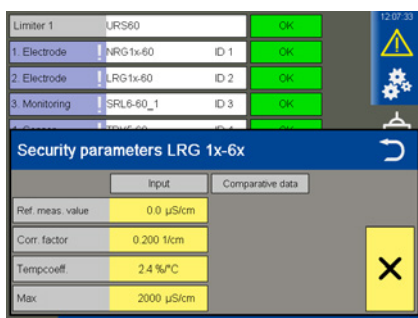 12:07:33
Limiter 1 URS60 OK
1. Electrode ! NRG1x-60 ID 1 OK
2. Electrode ! LRG1x-60 ID 2 OK
3. Monitoring ! SRL6-60_1 ID 3 OK
Security parameters LRG 1x-6x
Input Comparative data
Ref. meas. value 0.0 µS/cm
Corr. factor 0.200 1/cm
Tempcoeff. 2.4 %/°C
Max 2000 µS/cm